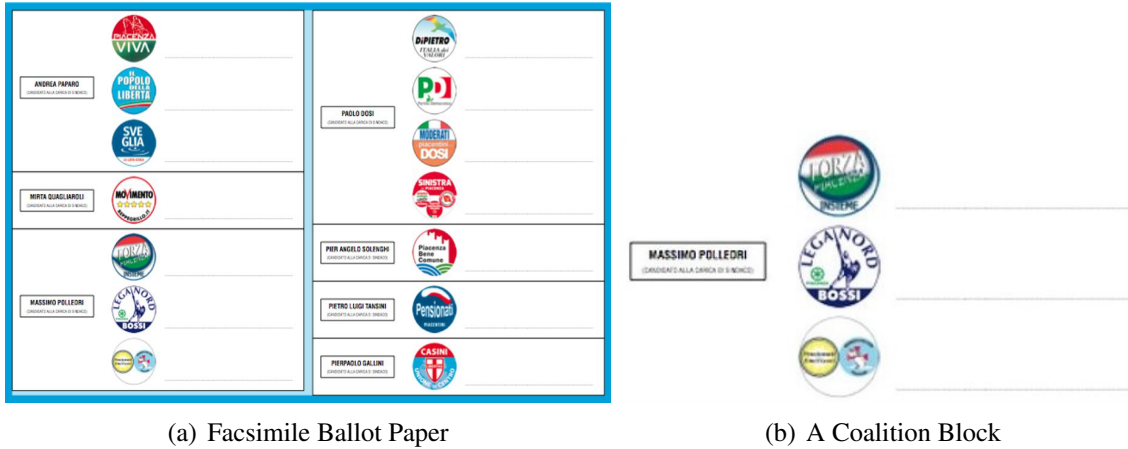 PIACENZA
VIVA
ANDREA PAPARO
(CANDIDATO ALLA CARICA DI SINDACO)
IL
POPOLO
DELLA
LIBERTÀ
SVE
GLIA
MIRTA QUAGLIAROLI
(CANDIDATO ALLA CARICA DI SINDACO)
MOVIMENTO
BEPPEGRILLO.IT
FORZA
PIACENZA
INSIEME
MASSIMO POLLEDRI
(CANDIDATO ALLA CARICA DI SINDACO)
LEGA NORD
BOSSI
DiPIETRO
ITALIA dei
VALORI
PD
Partito Democratico
PAOLO DOSI
(CANDIDATO ALLA CARICA DI SINDACO)
MODERATI
piacentini
DOSI
SINISTRA
PIER ANGELO SOLENGHI
(CANDIDATO ALLA CARICA DI SINDACO)
Piacenza
Bene
Comune
PIETRO LUIGI TANSINI
(CANDIDATO ALLA CARICA DI SINDACO)
Pensionati
PIACENTINI
PIERPAOLO GALLINI
(CANDIDATO ALLA CARICA DI SINDACO)
CASINI
UNIONE DI CENTRO
(a) Facsimile Ballot Paper
FORZA
PIACENZA
INSIEME
MASSIMO POLLEDRI
(CANDIDATO ALLA CARICA DI SINDACO)
LEGA NORD
PIACENZA
BOSSI
(b) A Coalition Block